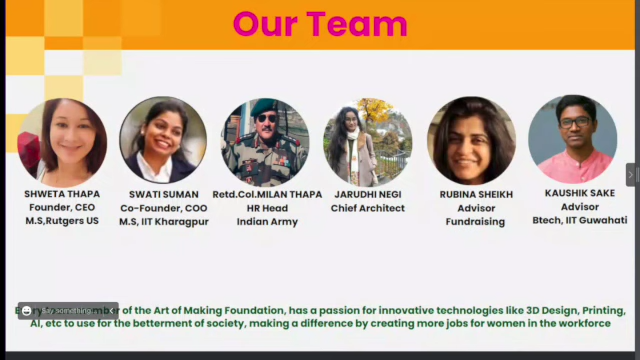 Our Team
SHWETA THAPA
Founder, CEO
M.S,Rutgers US
SWATI SUMAN
Co-Founder, COO
M.S, IIT Kharagpur
Retd.Col.MILAN THAPA
HR Head
Indian Army
JARUDHI NEGI
Chief Architect
RUBINA SHEIKH
Advisor
Fundraising
KAUSHIK SAKE
Advisor
Btech, IIT Guwahati
Say something...
of the Art of Making Foundation, has a passion for innovative technologies like 3D Design, Printing,
AI, etc to use for the betterment of society, making a difference by creating more jobs for women in the workforce